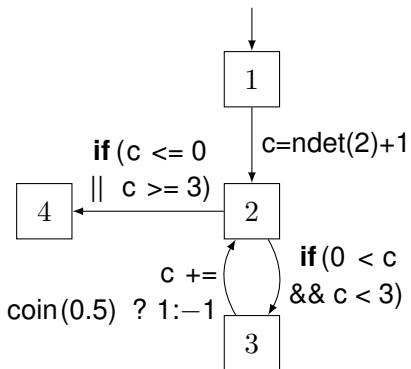 1
c=ndet(2)+1
if (c <= 0
|| c >= 3)
4
2
if (0 < c
&& c < 3)
c +=
coin(0.5) ? 1:−1
3